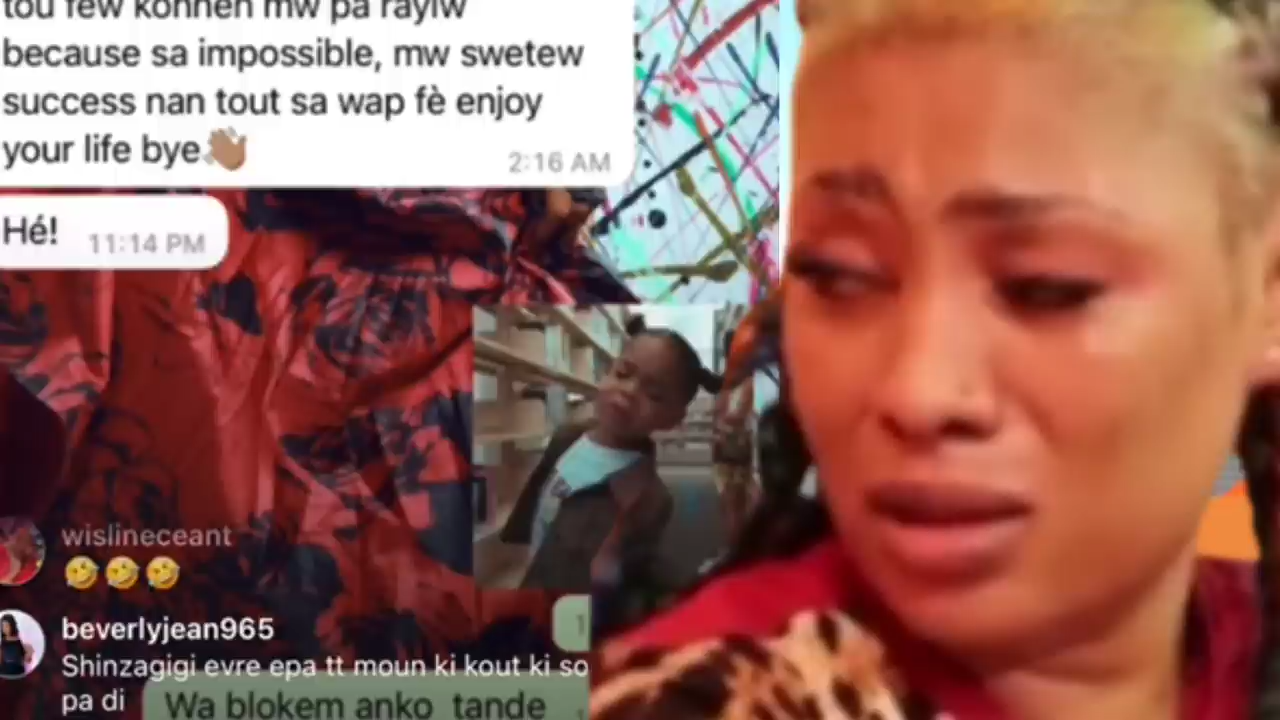 tou few konnen mw pa rayiw
because sa impossible, mw swetew
success nan tout sa wap fè enjoy
your life bye👋🏽
2:16 AM
Hé!
11:14 PM
wislineceant
🤣🤣🤣
beverlyjean965
Shinzagigi evre epa tt moun ki kout ki so
pa di
Wa blokem anko tande